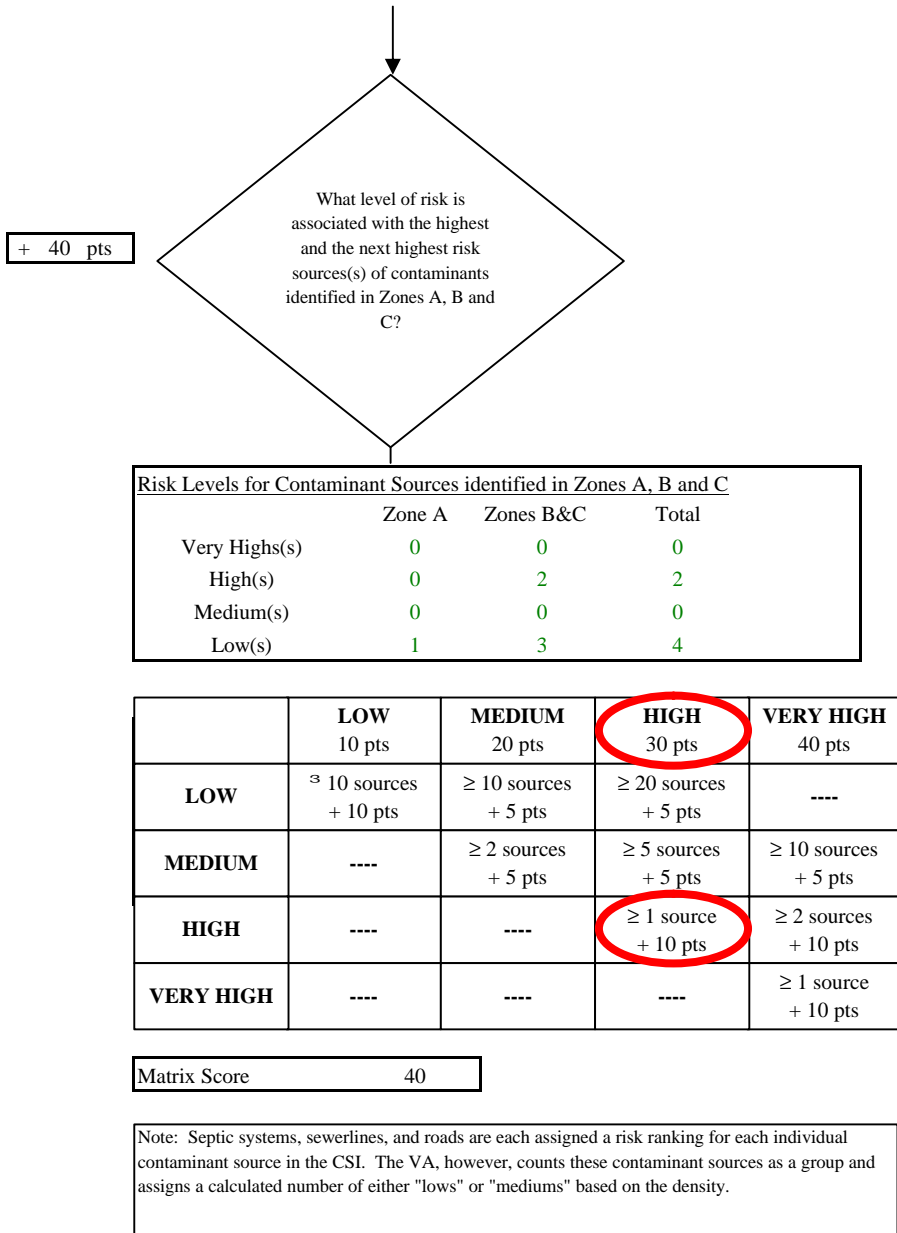 What level of risk is
associated with the highest
and the next highest risk
sources(s) of contaminants
identified in Zones A, B and
C?
+ 40 pts
Risk Levels for Contaminant Sources identified in Zones A, B and C
Zone A Zones B&C Total
Very Highs(s) 0 0 0
High(s) 0 2 2
Medium(s) 0 0 0
Low(s) 1 3 4
LOW MEDIUM HIGH VERY HIGH
10 pts 20 pts 30 pts 40 pts
LOW ³ 10 sources ≥ 10 sources ≥ 20 sources ----
+ 10 pts + 5 pts + 5 pts
MEDIUM ---- ≥ 2 sources ≥ 5 sources ≥ 10 sources
+ 5 pts + 5 pts + 5 pts
HIGH ---- ---- ≥ 1 source ≥ 2 sources
+ 10 pts + 10 pts
VERY HIGH ---- ---- ---- ≥ 1 source
+ 10 pts
Matrix Score 40
Note: Septic systems, sewerlines, and roads are each assigned a risk ranking for each individual
contaminant source in the CSI. The VA, however, counts these contaminant sources as a group and
assigns a calculated number of either "lows" or "mediums" based on the density.